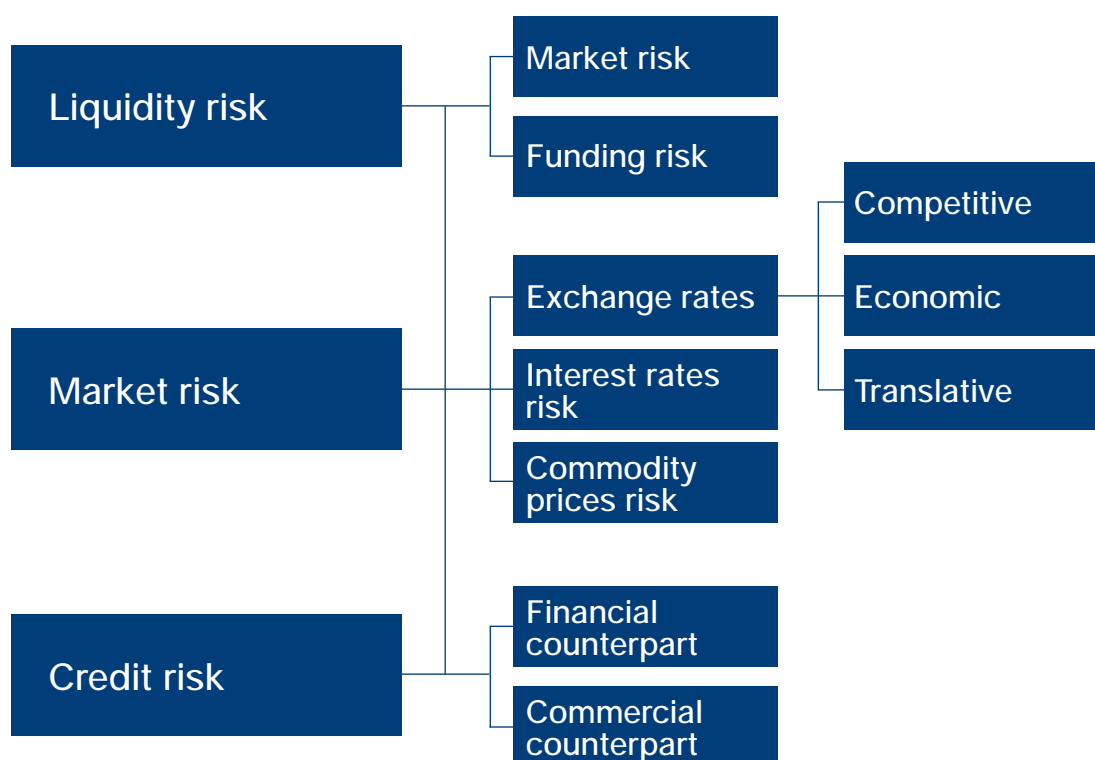 Liquidity risk
Market risk
Funding risk
Market risk
Exchange rates
Interest rates
risk
Commodity
prices risk
Competitive
Economic
Translative
Credit risk
Financial
counterpart
Commercial
counterpart